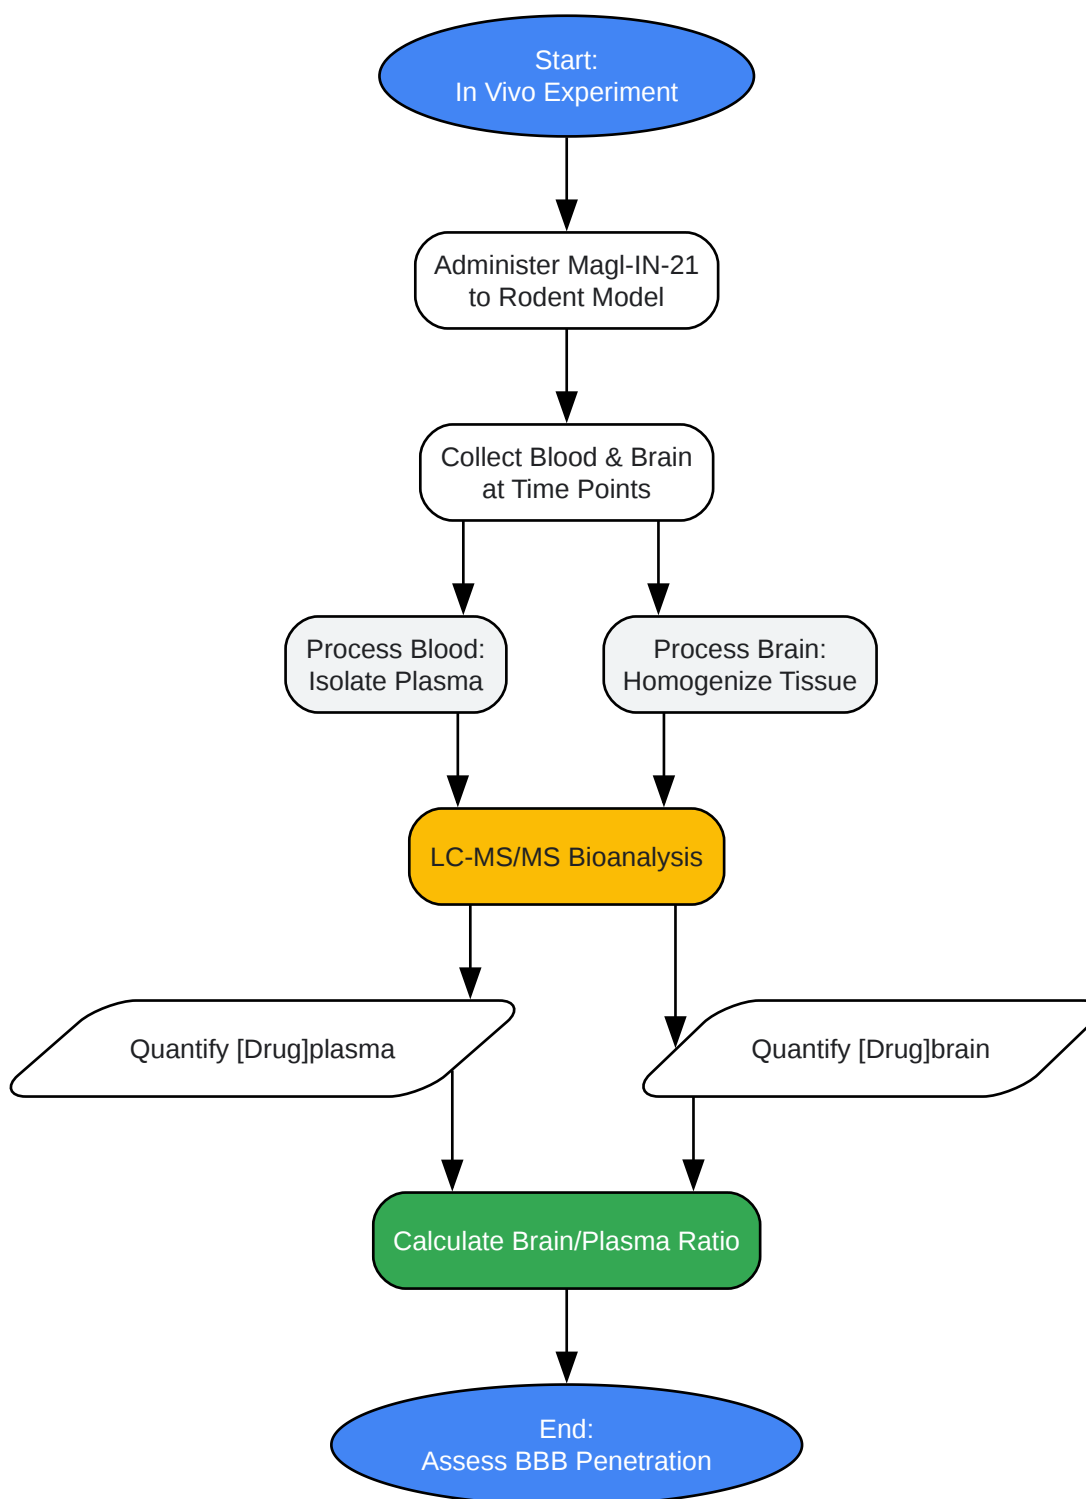 Start:
In Vivo Experiment
Administer Magl-IN-21
to Rodent Model
Collect Blood & Brain
at Time Points
Process Blood:
Isolate Plasma
Process Brain:
Homogenize Tissue
LC-MS/MS Bioanalysis
Quantify [Drug]plasma
Quantify [Drug]brain
Calculate Brain/Plasma Ratio
End:
Assess BBB Penetration